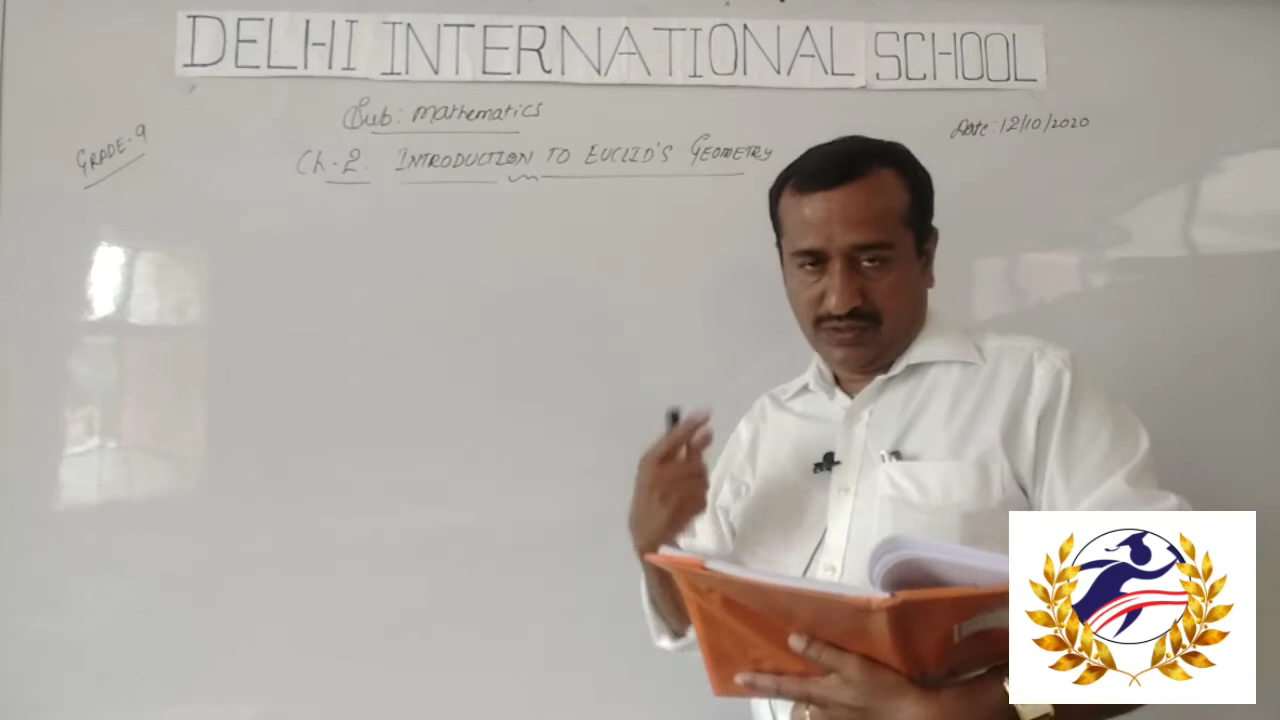 DELHI INTERNATIONAL SCHOOL
Sub: Mathematics
Date: 12/10/2020
GRADE-9
Ch-2. INTRODUCTION TO EUCLID'S GEOMETRY